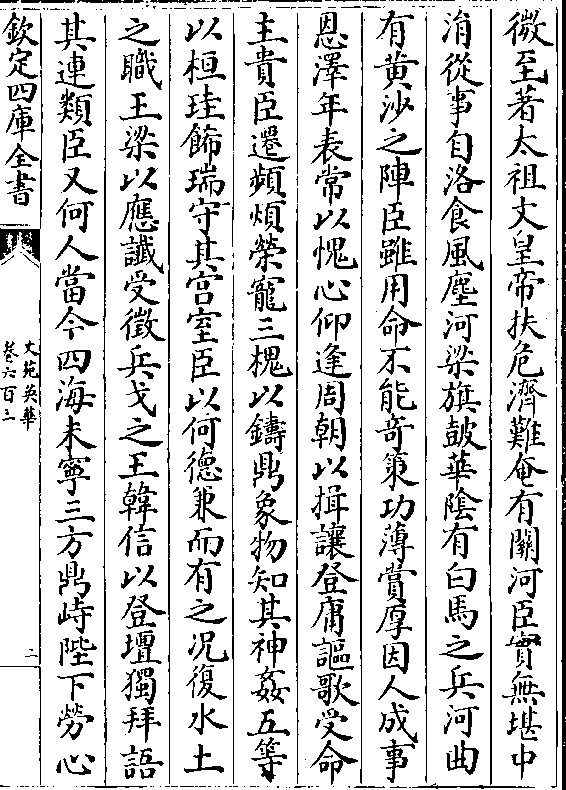 微至著太祖文皇帝扶危濟難奄有關河臣實無堪中
涓從事自洛食風塵河梁旗鼓華陰有白馬之兵河曲
有黄沙之陣臣雖用命不能竒策功薄賞厚因人成事
恩澤年表常以愧心仰逢周朝以揖讓登庸謳歌受命
主貴臣遷頻煩榮寵三槐以鑄鼎象物知其神姦五等
以桓珪飾瑞守其宫室臣以何德兼而有之况復水土
之職王梁以應讖受徵兵戈之王韓信以登壇獨拜語
其連類臣又何人當今四海未寧三方鼎峙陛下勞心
欽定四庫全書
文苑英華
卷六百三
二